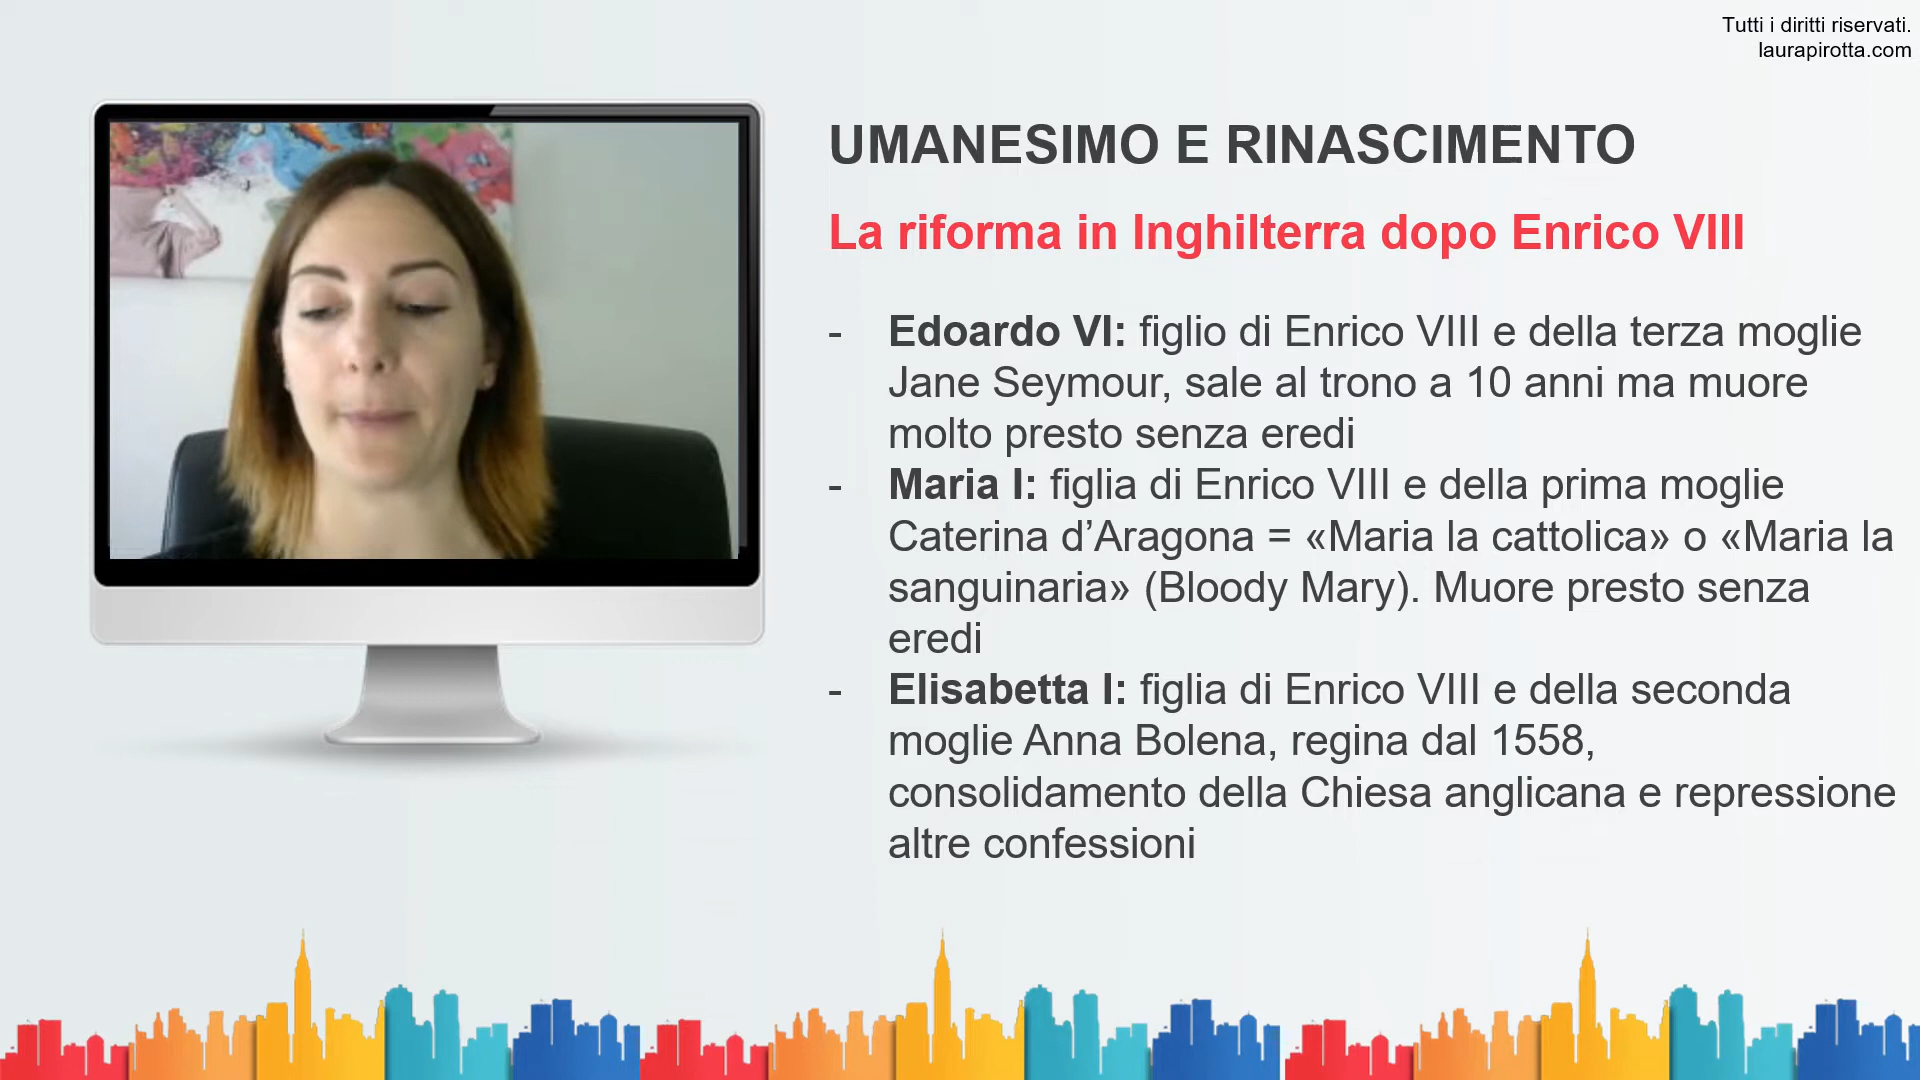 Tutti i diritti riservati.
laurapirotta.com
UMANESIMO E RINASCIMENTO
La riforma in Inghilterra dopo Enrico VIII
- Edoardo VI: figlio di Enrico VIII e della terza moglie
Jane Seymour, sale al trono a 10 anni ma muore
molto presto senza eredi
- Maria I: figlia di Enrico VIII e della prima moglie
Caterina d’Aragona = «Maria la cattolica» o «Maria la
sanguinaria» (Bloody Mary). Muore presto senza
eredi
- Elisabetta I: figlia di Enrico VIII e della seconda
moglie Anna Bolena, regina dal 1558,
consolidamento della Chiesa anglicana e repressione
altre confessioni